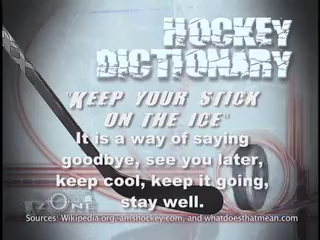 HOCKEY
DICTIONARY
"KEEP YOUR STICK
ON THE ICE"
It is a way of saying
goodbye, see you later,
keep cool, keep it going,
stay well.
ZONE
Sources: Wikipedia.org, amshockey.com, and whatdoesthatmean.com